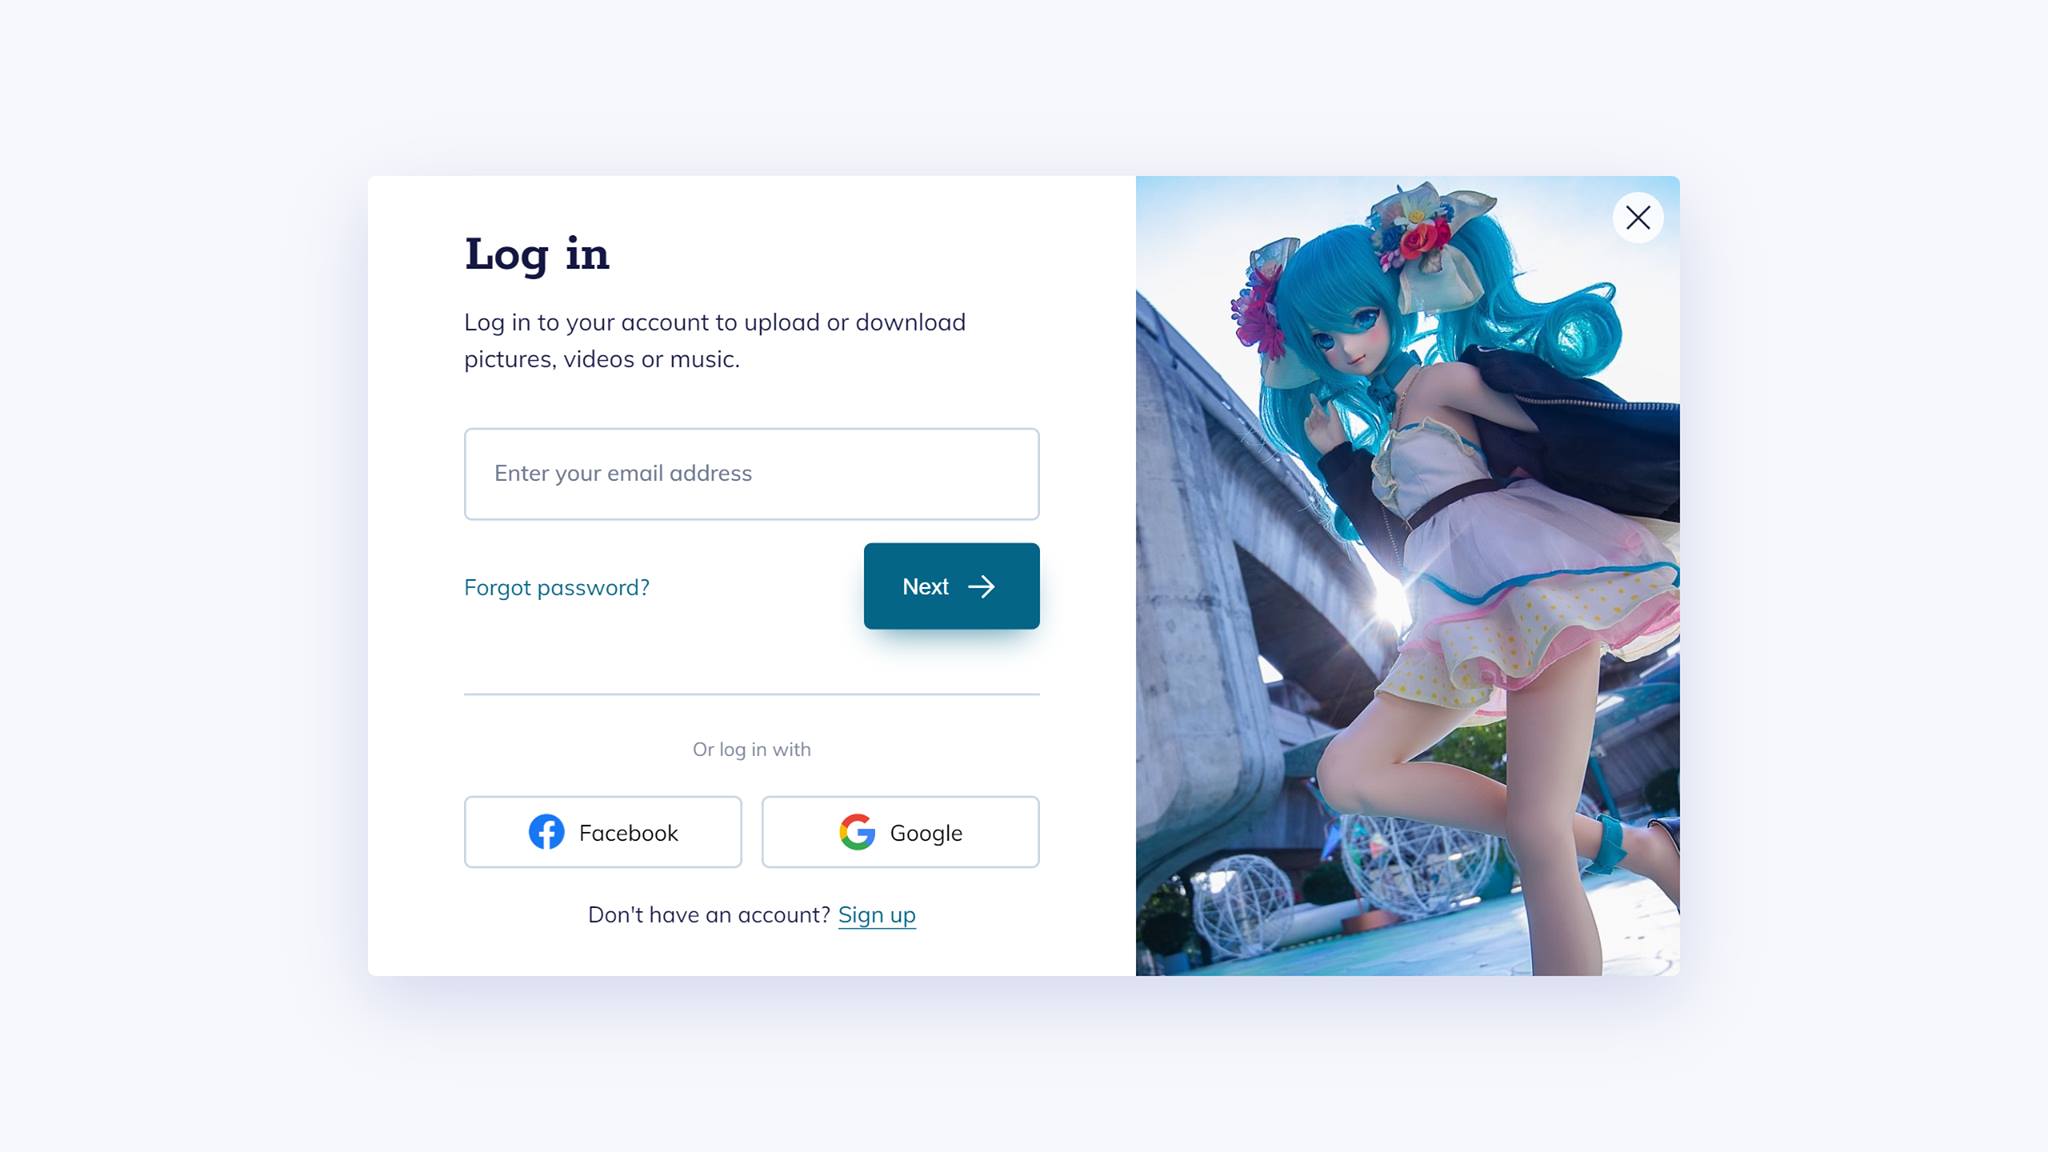 Log in
Log in to your account to upload or download
pictures, videos or music.
Enter your email address
Forgot password?
Next
Or log in with
Facebook
Google
Don't have an account? Sign up